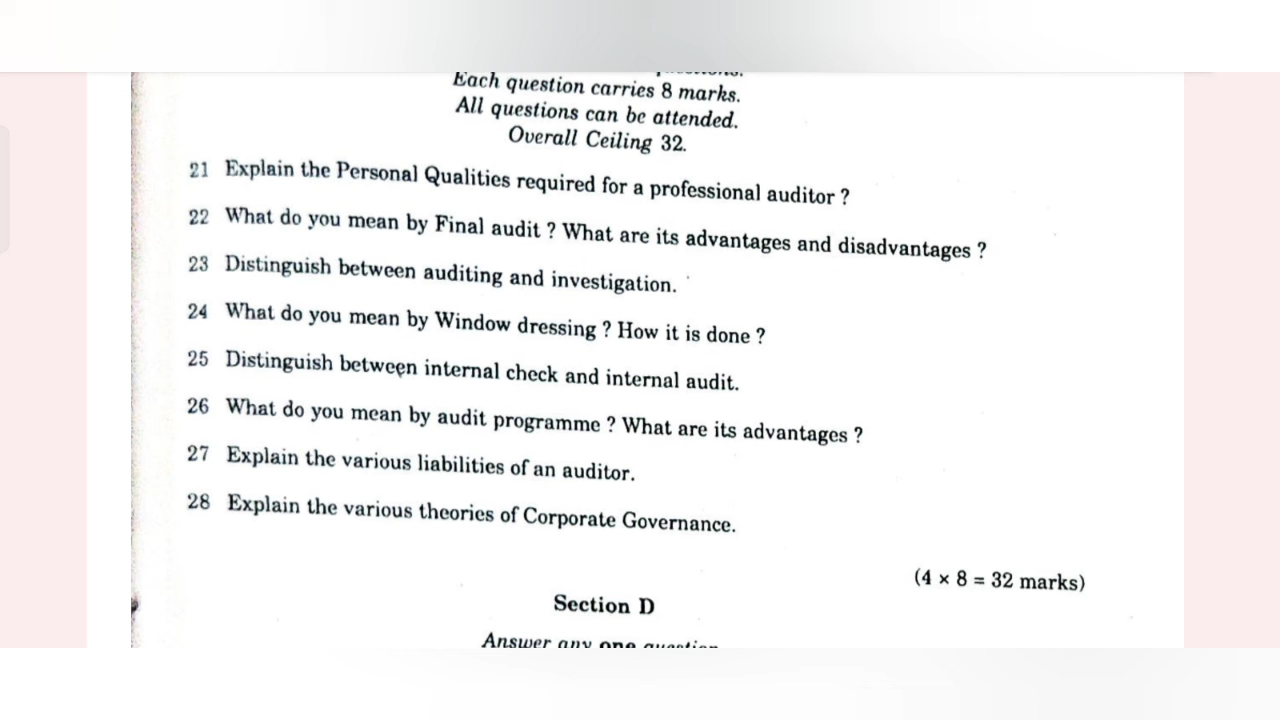 Each question carries 8 marks.
All questions can be attended.
Overall Ceiling 32.
21 Explain the Personal Qualities required for a professional auditor ?
22 What do you mean by Final audit ? What are its advantages and disadvantages ?
23 Distinguish between auditing and investigation.
24 What do you mean by Window dressing ? How it is done ?
25 Distinguish between internal check and internal audit.
26 What do you mean by audit programme ? What are its advantages ?
27 Explain the various liabilities of an auditor.
28 Explain the various theories of Corporate Governance.
(4 × 8 = 32 marks)
Section D
Answer any one question